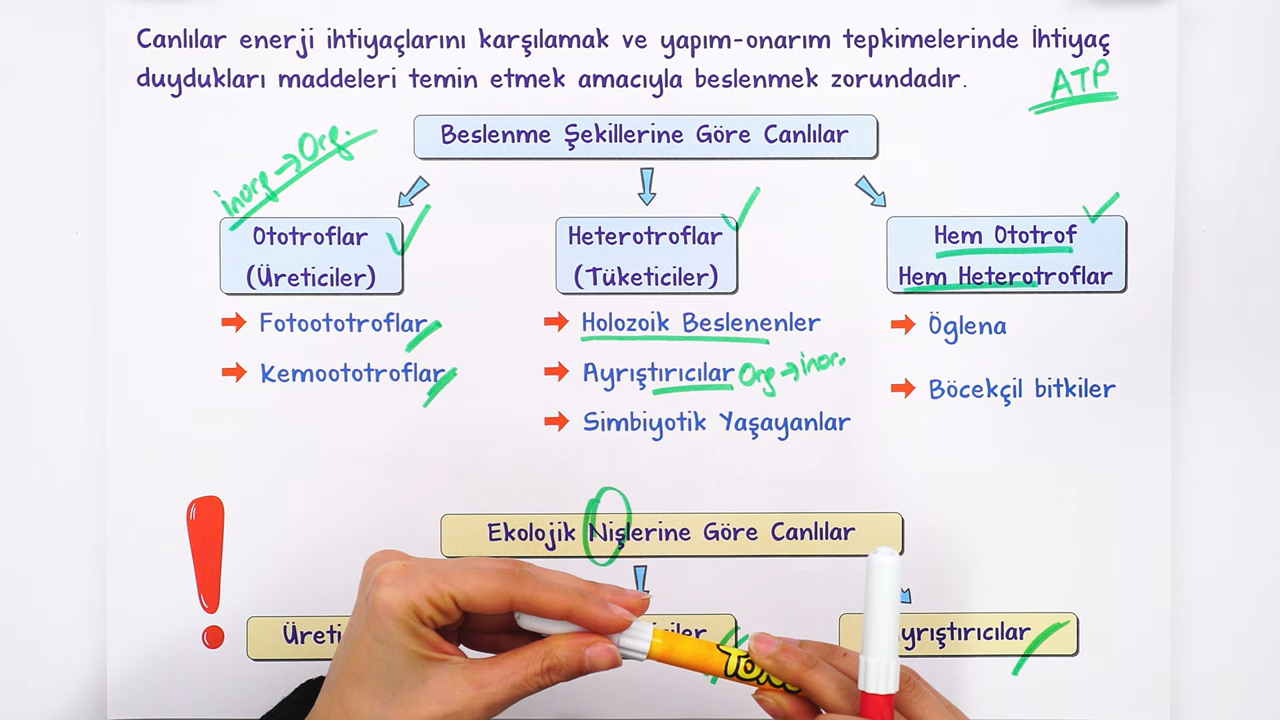 Canlılar enerji ihtiyaçlarını karşılamak ve yapım-onarım tepkimelerinde İhtiyaç
duydukları maddeleri temin etmek amacıyla beslenmek zorundadır.
ATP
Beslenme Şekillerine Göre Canlılar
inorg → Org.
Ototroflar
(Üreticiler)
Fotoototroflar
Kemoototroflar
Heterotroflar
(Tüketiciler)
Holozoik Beslenenler
Ayrıştırıcılar Org → inor.
Simbiyotik Yaşayanlar
Hem Ototrof
Hem Heterotroflar
Öglena
Böcekçil bitkiler
Ekolojik Nişlerine Göre Canlılar